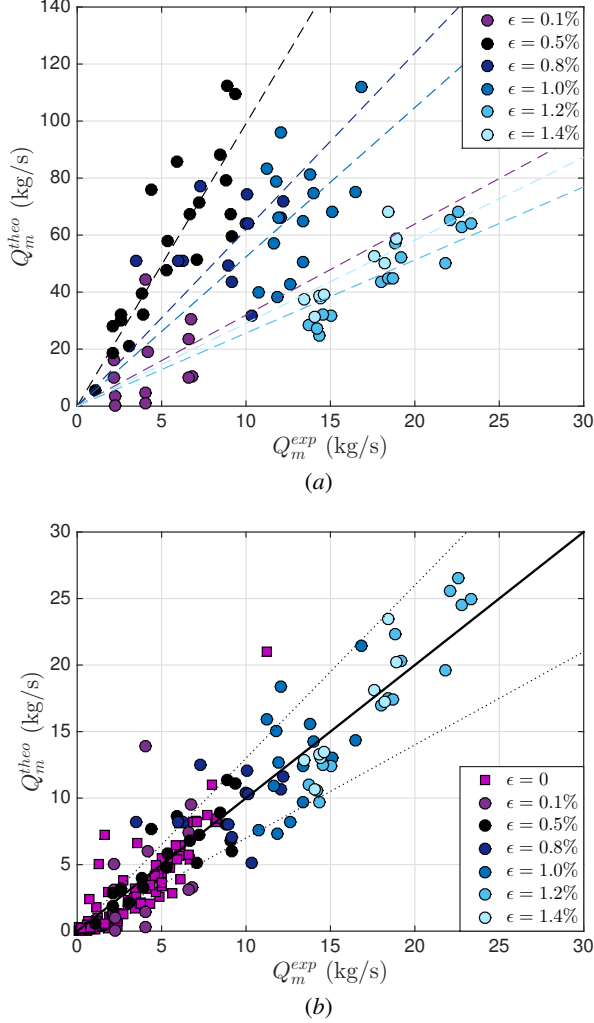 140
120
100
80
60
40
20
0
Q_m^{theo} (kg/s)
ϵ = 0.1%
ϵ = 0.5%
ϵ = 0.8%
ϵ = 1.0%
ϵ = 1.2%
ϵ = 1.4%
0 5 10 15 20 25 30
Q_m^{exp} (kg/s)
(a)
30
25
20
15
10
5
0
Q_m^{theo} (kg/s)
ϵ = 0
ϵ = 0.1%
ϵ = 0.5%
ϵ = 0.8%
ϵ = 1.0%
ϵ = 1.2%
ϵ = 1.4%
0 5 10 15 20 25 30
Q_m^{exp} (kg/s)
(b)